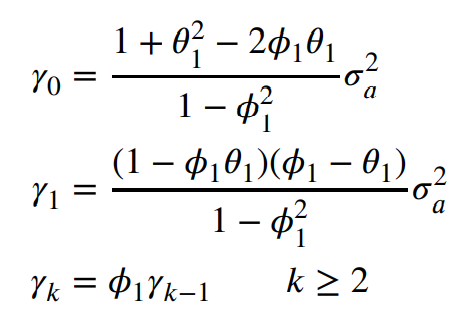 γ₀ = (1 + θ₁² − 2ϕ₁θ₁)/(1 − ϕ₁²) σₐ²
γ₁ = ((1 − ϕ₁θ₁)(ϕ₁ − θ₁))/(1 − ϕ₁²) σₐ²
γₖ = ϕ₁γₖ₋₁  k ≥ 2